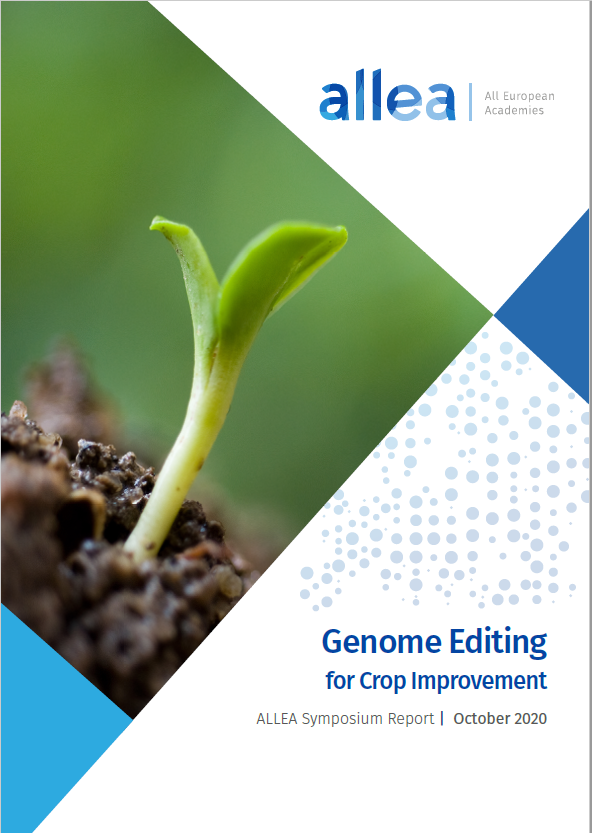 allea
All European
Academies
Genome Editing
for Crop Improvement
ALLEA Symposium Report | October 2020